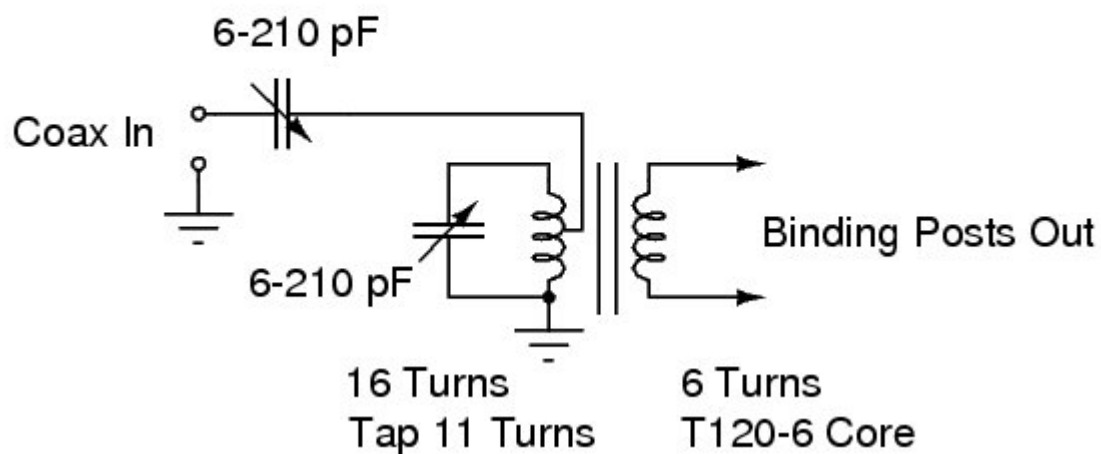 6-210 pF
Coax In
6-210 pF
Binding Posts Out
16 Turns
Tap 11 Turns
6 Turns
T120-6 Core